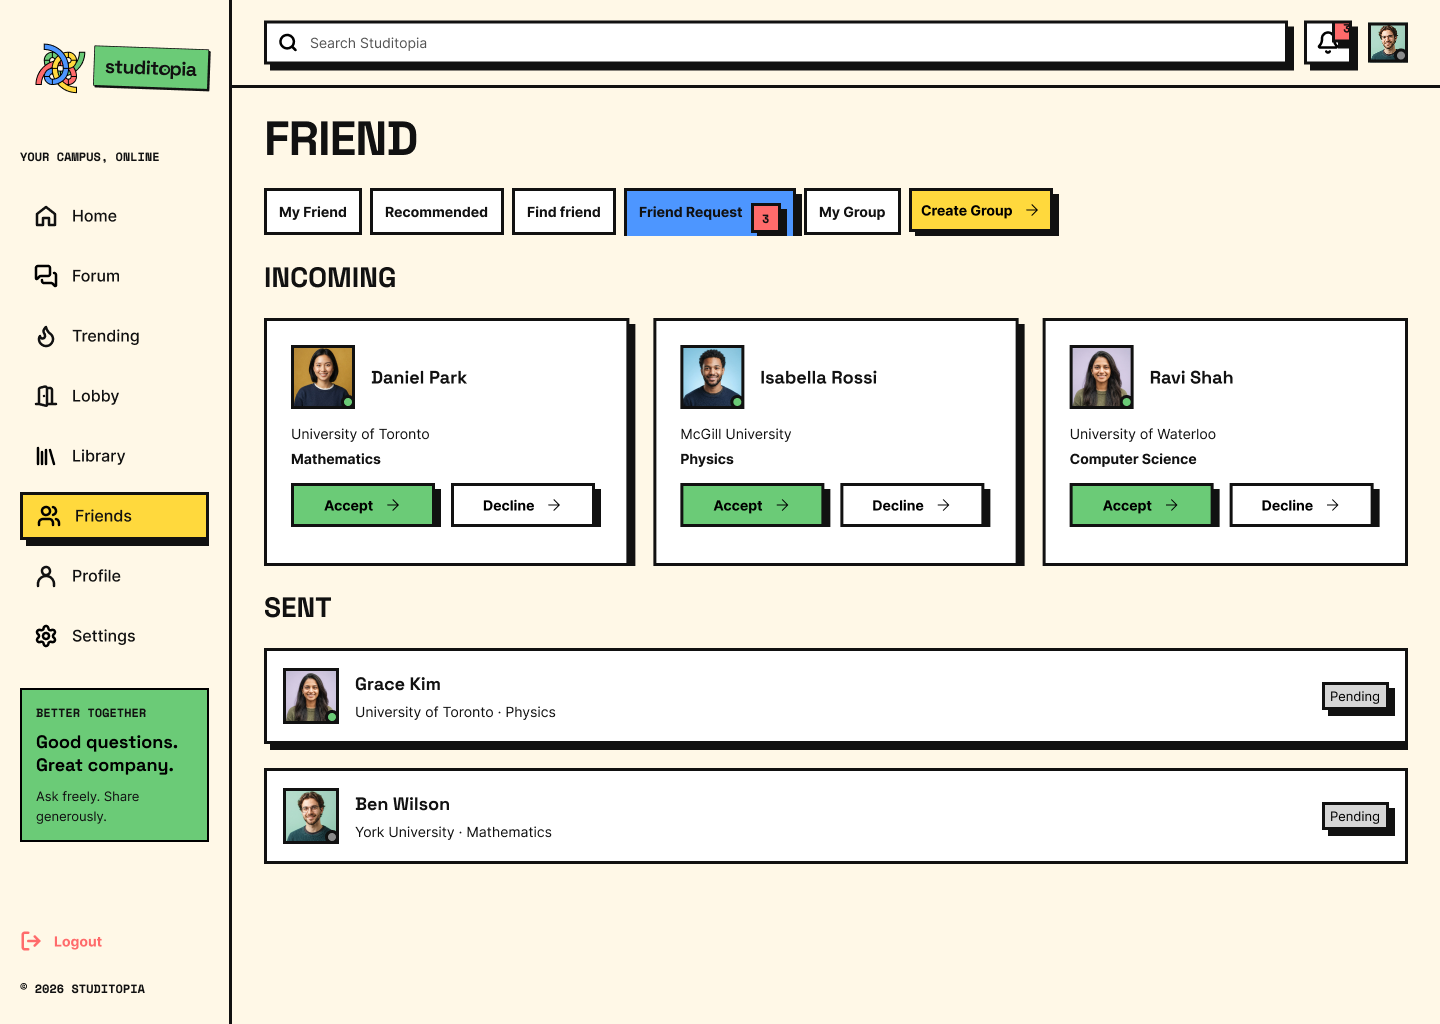 studitopia
YOUR CAMPUS, ONLINE
Home
Forum
Trending
Lobby
Library
Friends
Profile
Settings
BETTER TOGETHER
Good questions.
Great company.
Ask freely. Share
generously.
Logout
© 2026 STUDITOPIA
Search Studitopia
3
FRIEND
My Friend
Recommended
Find friend
Friend Request 3
My Group
Create Group
INCOMING
Daniel Park
University of Toronto
Mathematics
Accept
Decline
Isabella Rossi
McGill University
Physics
Accept
Decline
Ravi Shah
University of Waterloo
Computer Science
Accept
Decline
SENT
Grace Kim
University of Toronto · Physics
Pending
Ben Wilson
York University · Mathematics
Pending